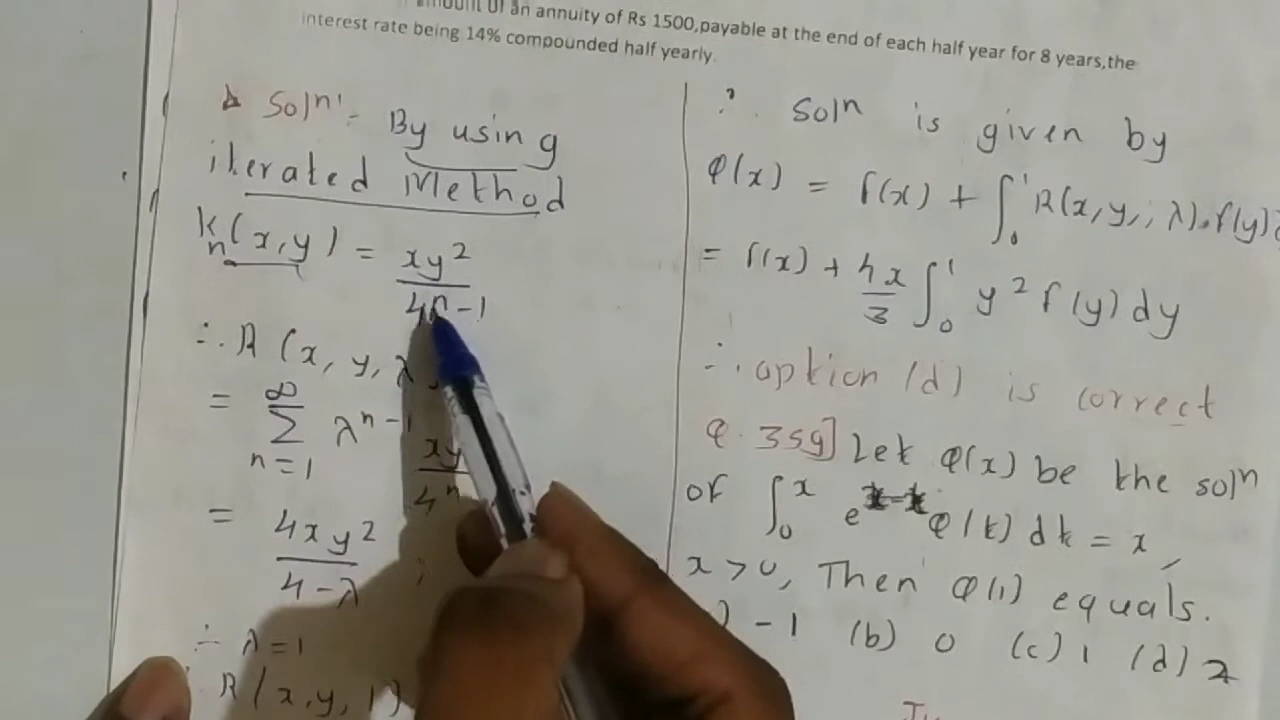 amount of an annuity of Rs 1500,payable at the end of each half year for 8 years,the
interest rate being 14% compounded half yearly.
Solⁿ:- By using
iterated Method
Kₙ(x,y) = xy²/4ⁿ⁻¹
∴ R(x, y, λ
= ∑ₙ₌₁^∞ λⁿ⁻¹ xy
= 4xy²/4-λ ;
∴ λ=1
R(x,y,1)
∴ Solⁿ is given by
φ(x) = f(x) + ∫₀¹ R(x,y,;λ).f(y)
= f(x) + 4x/3 ∫₀¹ y² f(y)dy
∴ option (d) is correct
Q.359] Let φ(x) be the solⁿ
of ∫₀ˣ e φ(t) dt = x,
x>0, Then φ(1) equals.
) -1 (b) 0 (c) 1 (d) 2